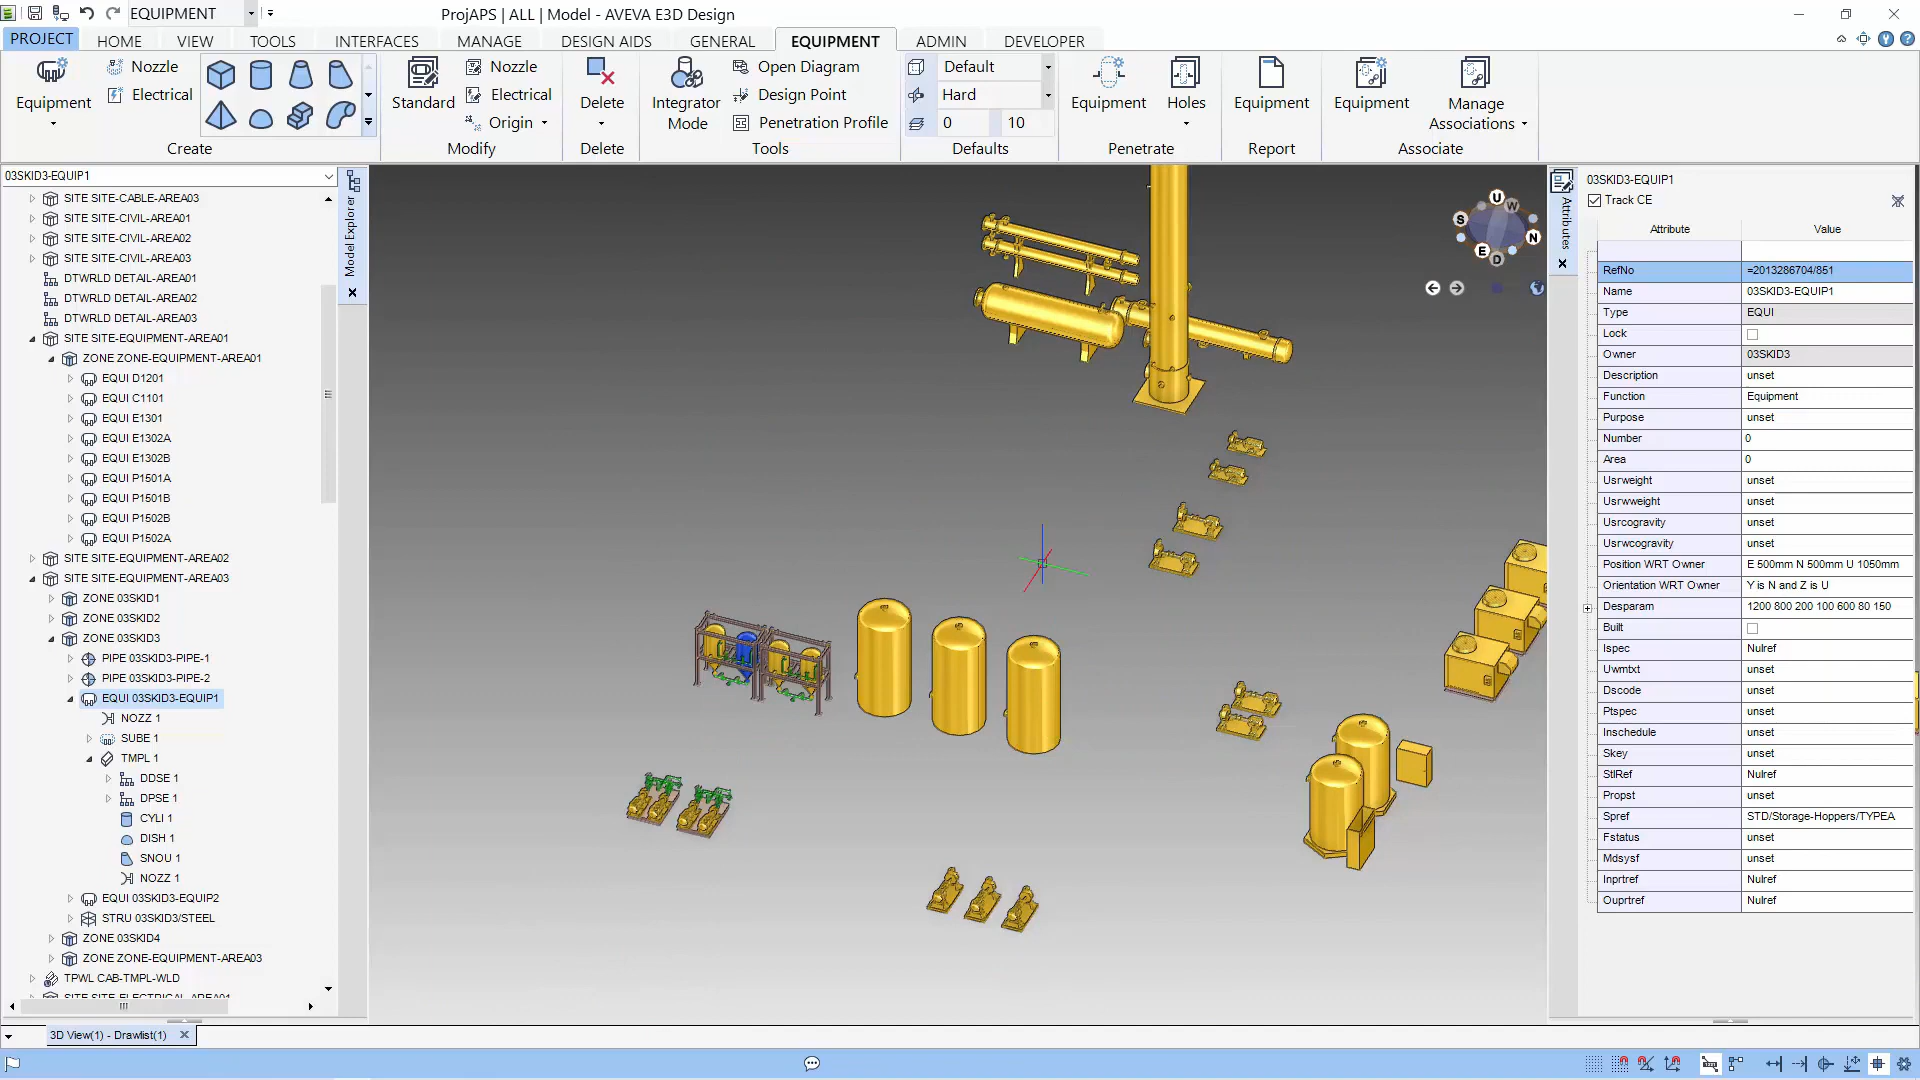 EQUIPMENT
ProjAPS | ALL | Model - AVEVA E3D Design
PROJECT
HOME
VIEW
TOOLS
INTERFACES
MANAGE
DESIGN AIDS
GENERAL
EQUIPMENT
ADMIN
DEVELOPER
Equipment
Nozzle
Electrical
Create
Standard
Nozzle
Electrical
Origin
Modify
Delete
Delete
Integrator
Mode
Open Diagram
Design Point
Penetration Profile
Tools
Default
Hard
0
10
Defaults
Equipment
Holes
Penetrate
Equipment
Report
Equipment
Manage
Associations
Associate
03SKID3-EQUIP1
Model Explorer
SITE SITE-CABLE-AREA03
SITE SITE-CIVIL-AREA01
SITE SITE-CIVIL-AREA02
SITE SITE-CIVIL-AREA03
DTWRLD DETAIL-AREA01
DTWRLD DETAIL-AREA02
DTWRLD DETAIL-AREA03
SITE SITE-EQUIPMENT-AREA01
ZONE ZONE-EQUIPMENT-AREA01
EQUI D1201
EQUI C1101
EQUI E1301
EQUI E1302A
EQUI E1302B
EQUI P1501A
EQUI P1501B
EQUI P1502B
EQUI P1502A
SITE SITE-EQUIPMENT-AREA02
SITE SITE-EQUIPMENT-AREA03
ZONE 03SKID1
ZONE 03SKID2
ZONE 03SKID3
PIPE 03SKID3-PIPE-1
PIPE 03SKID3-PIPE-2
EQUI 03SKID3-EQUIP1
NOZZ 1
SUBE 1
TMPL 1
DDSE 1
DPSE 1
CYLI 1
DISH 1
SNOU 1
NOZZ 1
EQUI 03SKID3-EQUIP2
STRU 03SKID3/STEEL
ZONE 03SKID4
ZONE ZONE-EQUIPMENT-AREA03
TPWL CAB-TMPL-WLD
SITE SITE-ELECTRICAL-AREA01
U
W
S
N
E
D
Attributes
03SKID3-EQUIP1
Track CE
Attribute Value
RefNo =2013286704/851
Name 03SKID3-EQUIP1
Type EQUI
Lock
Owner 03SKID3
Description unset
Function Equipment
Purpose unset
Number 0
Area 0
Usrweight unset
Usrwweight unset
Usrcogravity unset
Usrwcogravity unset
Position WRT Owner E 500mm N 500mm U 1050mm
Orientation WRT Owner Y is N and Z is U
Desparam 1200 800 200 100 600 80 150
Built
Ispec Nulref
Uwmtxt unset
Dscode unset
Ptspec unset
Inschedule unset
Skey unset
StlRef Nulref
Propst unset
Spref STD/Storage-Hoppers/TYPEA
Fstatus unset
Mdsysf unset
Inprtref Nulref
Ouprtref Nulref
3D View(1) - Drawlist(1)